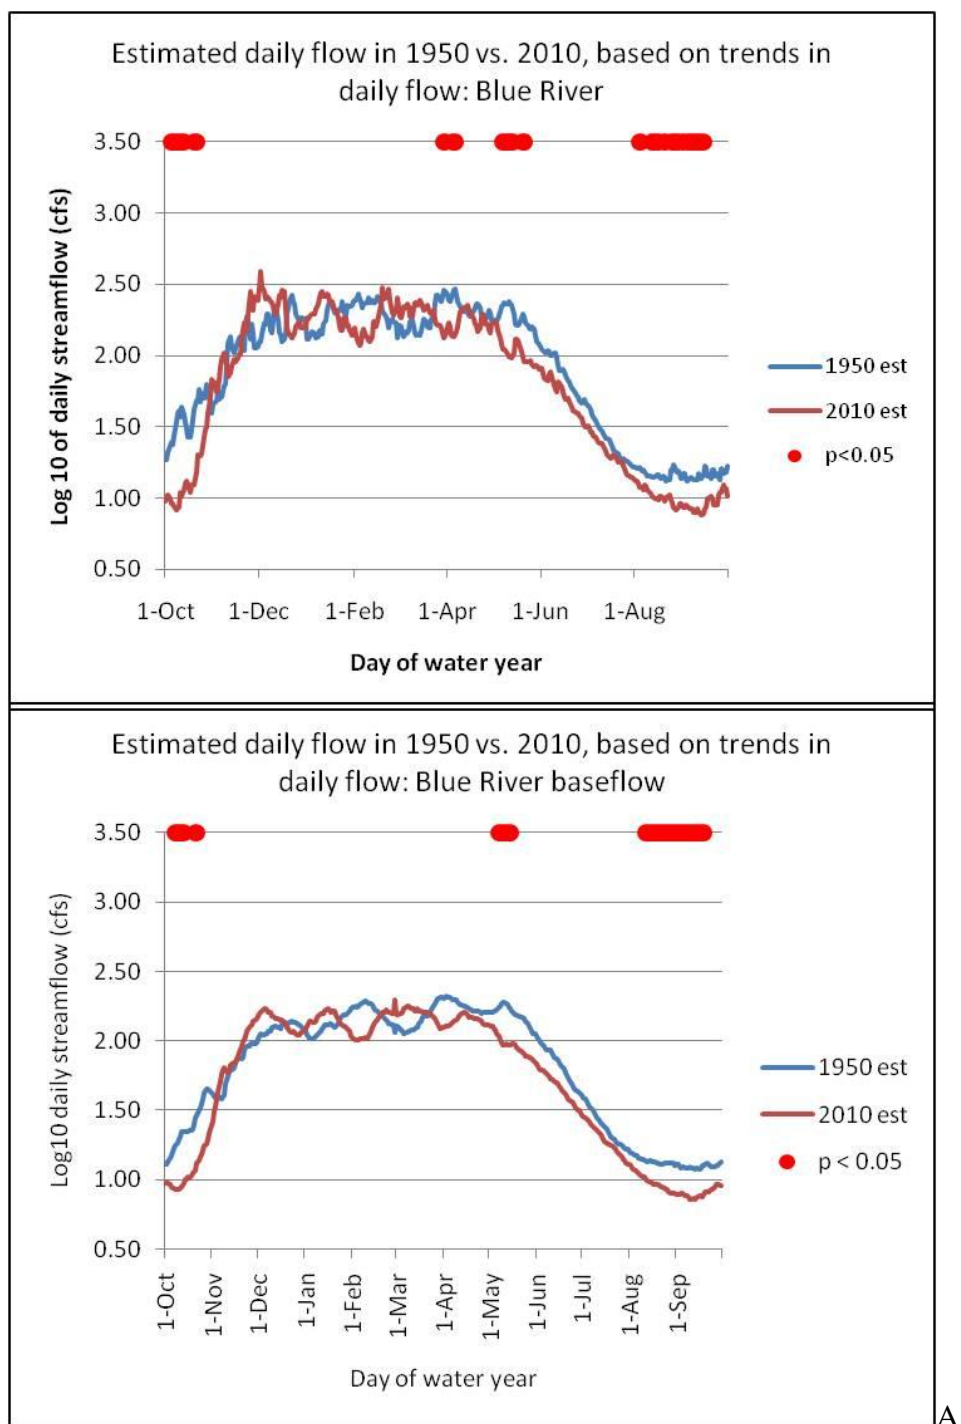 Estimated daily flow in 1950 vs. 2010, based on trends in
daily flow: Blue River
3.50
3.00
2.50
2.00
1.50
1.00
0.50
Log 10 of daily streamflow (cfs)
1-Oct 1-Dec 1-Feb 1-Apr 1-Jun 1-Aug
Day of water year
1950 est
2010 est
p<0.05
Estimated daily flow in 1950 vs. 2010, based on trends in
daily flow: Blue River baseflow
3.50
3.00
2.50
2.00
1.50
1.00
0.50
Log10 daily streamflow (cfs)
1-Oct
1-Nov
1-Dec
1-Jan
1-Feb
1-Mar
1-Apr
1-May
1-Jun
1-Jul
1-Aug
1-Sep
Day of water year
1950 est
2010 est
p < 0.05
A